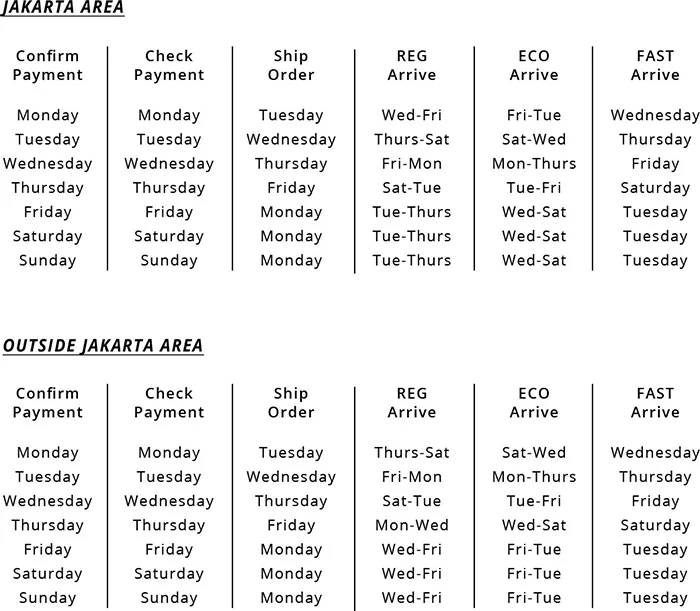 JAKARTA AREA
Confirm Payment Check Payment Ship Order REG Arrive ECO Arrive FAST Arrive
Monday Monday Tuesday Wed-Fri Fri-Tue Wednesday
Tuesday Tuesday Wednesday Thurs-Sat Sat-Wed Thursday
Wednesday Wednesday Thursday Fri-Mon Mon-Thurs Friday
Thursday Thursday Friday Sat-Tue Tue-Fri Saturday
Friday Friday Monday Tue-Thurs Wed-Sat Tuesday
Saturday Saturday Monday Tue-Thurs Wed-Sat Tuesday
Sunday Sunday Monday Tue-Thurs Wed-Sat Tuesday
OUTSIDE JAKARTA AREA
Confirm Payment Check Payment Ship Order REG Arrive ECO Arrive FAST Arrive
Monday Monday Tuesday Thurs-Sat Sat-Wed Wednesday
Tuesday Tuesday Wednesday Fri-Mon Mon-Thurs Thursday
Wednesday Wednesday Thursday Sat-Tue Tue-Fri Friday
Thursday Thursday Friday Mon-Wed Wed-Sat Saturday
Friday Friday Monday Wed-Fri Fri-Tue Tuesday
Saturday Saturday Monday Wed-Fri Fri-Tue Tuesday
Sunday Sunday Monday Wed-Fri Fri-Tue Tuesday